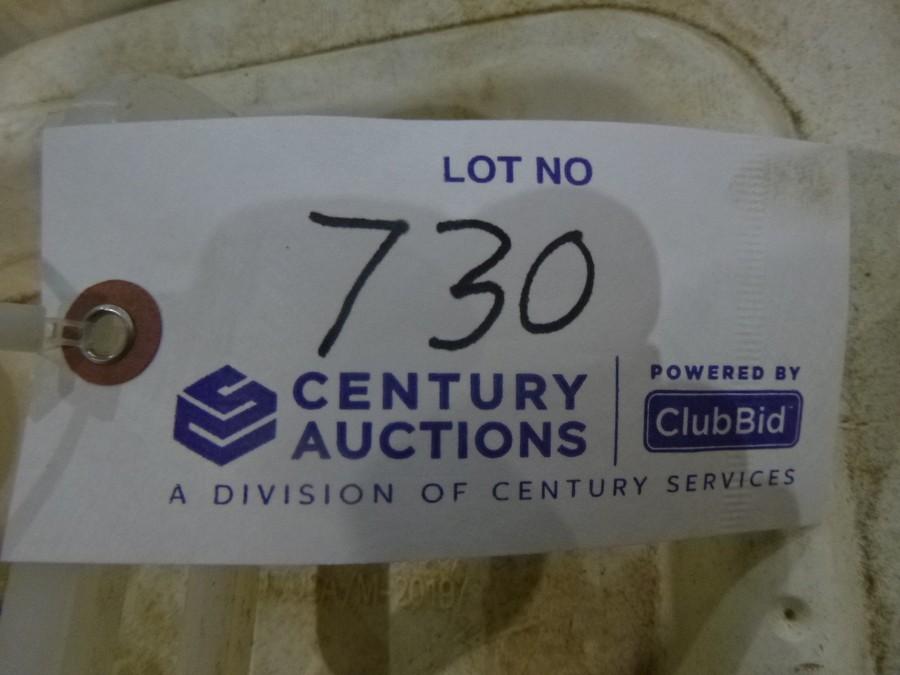 LOT NO
730
CENTURY
AUCTIONS
POWERED BY
ClubBid
A DIVISION OF CENTURY SERVICES